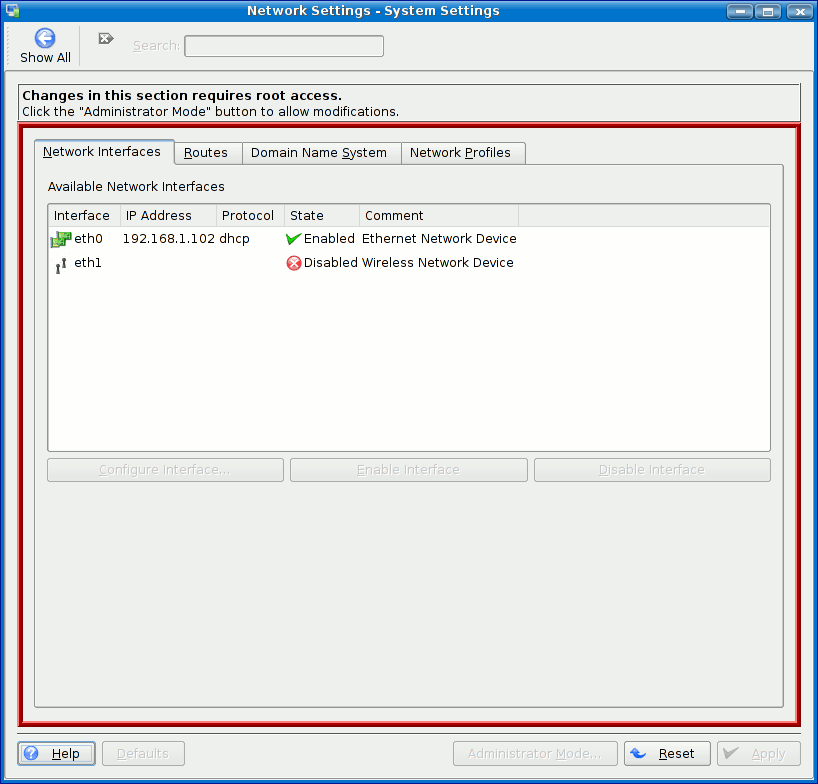 Network Settings - System Settings
Show All
Search:
Changes in this section requires root access.
Click the "Administrator Mode" button to allow modifications.
Network Interfaces Routes Domain Name System Network Profiles
Available Network Interfaces
Interface IP Address Protocol State Comment
eth0 192.168.1.102 dhcp Enabled Ethernet Network Device
eth1 Disabled Wireless Network Device
Configure Interface... Enable Interface Disable Interface
Help Defaults Administrator Mode... Reset Apply